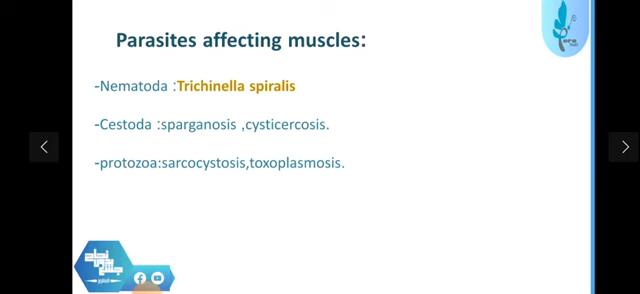 Parasites affecting muscles:
-Nematoda :Trichinella spiralis
-Cestoda :sparganosis ,cysticercosis.
-protozoa:sarcocystosis,toxoplasmosis.